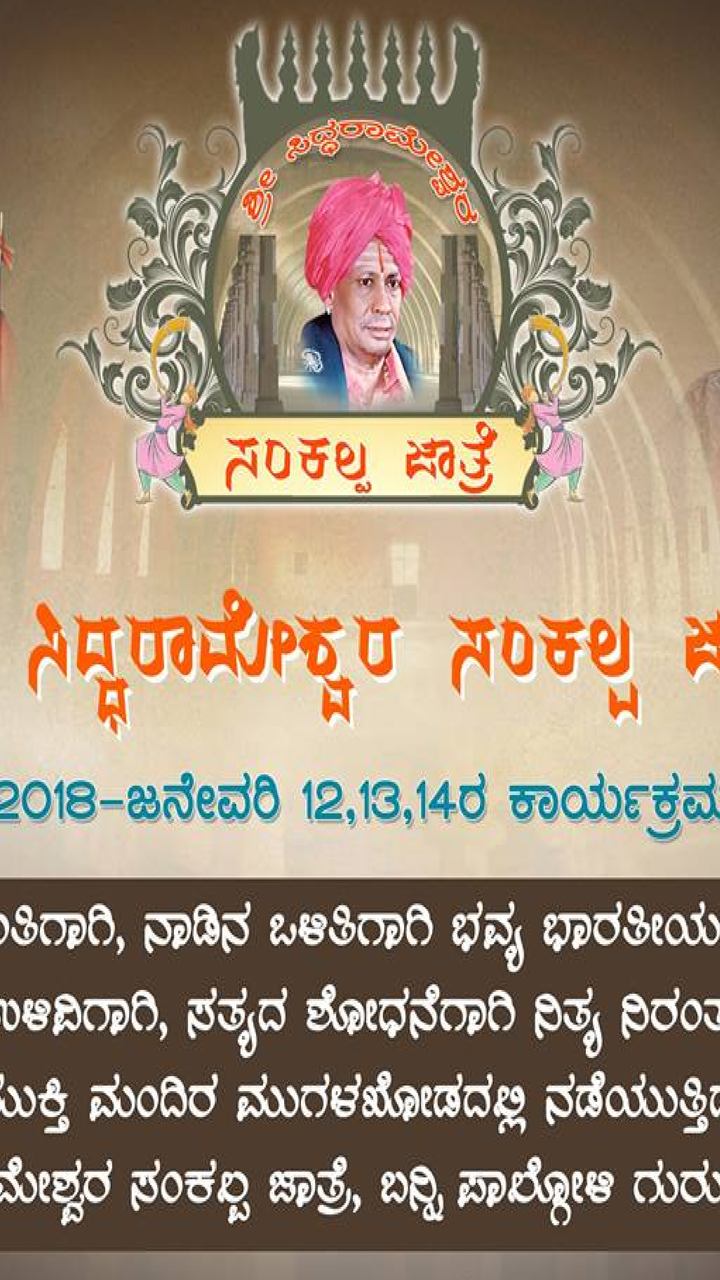 ಶ್ರೀ ಸಿದ್ಧರಾಮೇಶ್ವರ
ಸಂಕಲ್ಪ ಜಾತ್ರೆ
ಸಿದ್ಧರಾಮೇಶ್ವರ ಸಂಕಲ್ಪ ಜ
2018-ಜನೇವರಿ 12,13,14ರ ಕಾರ್ಯಕ್ರಮ
ಂತಿಗಾಗಿ, ನಾಡಿನ ಒಳಿತಿಗಾಗಿ ಭವ್ಯ ಭಾರತೀಯ
ಉಳಿವಿಗಾಗಿ, ಸತ್ಯದ ಶೋಧನೆಗಾಗಿ ನಿತ್ಯ ನಿರಂತ
ಮುಕ್ತಿ ಮಂದಿರ ಮುಗಳಖೋಡದಲ್ಲಿ ನಡೆಯುತ್ತಿದ
ಮೇಶ್ವರ ಸಂಕಲ್ಪ ಜಾತ್ರೆ, ಬನ್ನಿ ಪಾಲ್ಗೋಳಿ ಗುರು